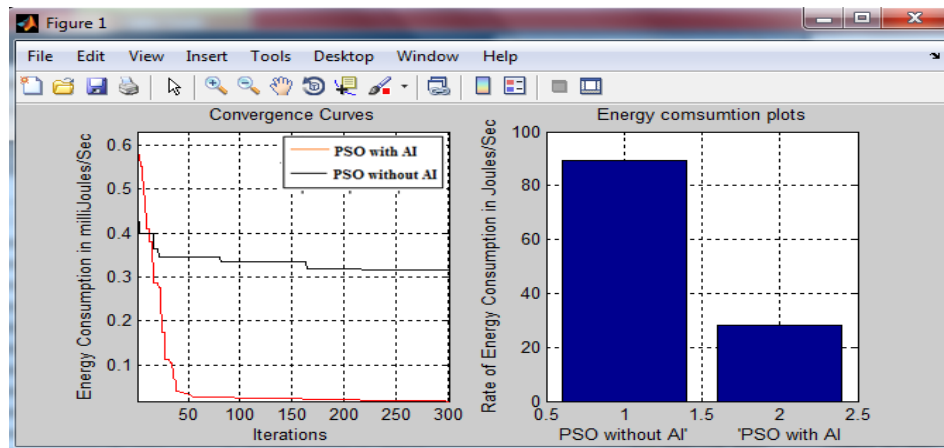 Figure 1
File Edit View Insert Tools Desktop Window Help
Convergence Curves
Energy Consumption in milliJoules/Sec
0.6
0.5
0.4
0.3
0.2
0.1
PSO with AI
PSO without AI
50 100 150 200 250 300
Iterations
Energy comsumtion plots
Rate of Energy Consumption in Joules/Sec
100
80
60
40
20
0
0.5 1 1.5 2 2.5
PSO without AI' 'PSO with AI